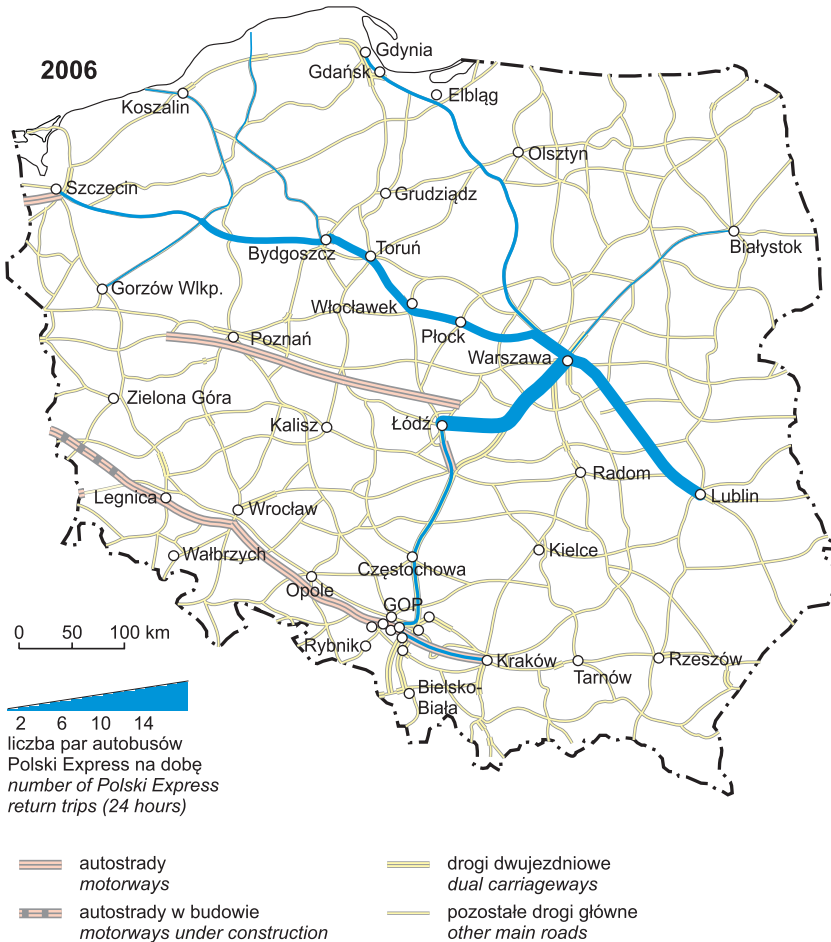 2006
Gdynia
Gdańsk
Elbląg
Koszalin
Olsztyn
Szczecin
Grudziądz
Białystok
Bydgoszcz
Toruń
Gorzów Wlkp.
Włocławek
Płock
Poznań
Warszawa
Zielona Góra
Kalisz
Łódź
Radom
Legnica
Lublin
Wrocław
Wałbrzych
Kielce
Częstochowa
Opole
GOP
0 50 100 km
Rybnik
Kraków
Tarnów
Rzeszów
Bielsko-
Biała
2 6 10 14
liczba par autobusów
Polski Express na dobę
number of Polski Express
return trips (24 hours)
autostrady
motorways
autostrady w budowie
motorways under construction
drogi dwujezdniowe
dual carriageways
pozostałe drogi główne
other main roads